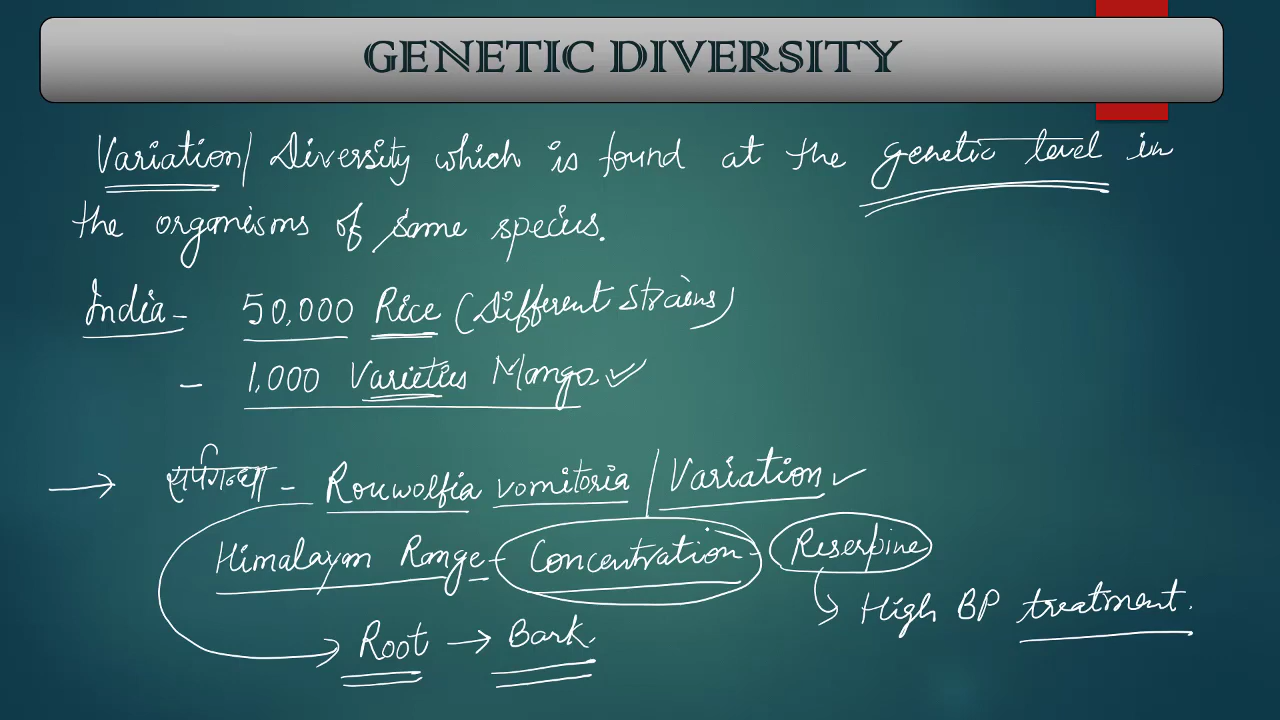 GENETIC DIVERSITY
Variation/ Diversity which is found at the genetic level in
the organisms of same species.
India - 50,000 Rice (Different Strains)
- 1,000 Varieties Mango. ✓
→ सर्पगन्धा - Rouwolfia vomitoria / Variation ✓
Himalayan Range - Concentration - Reserpine
↳ High BP treatment.
→ Root → Bark.